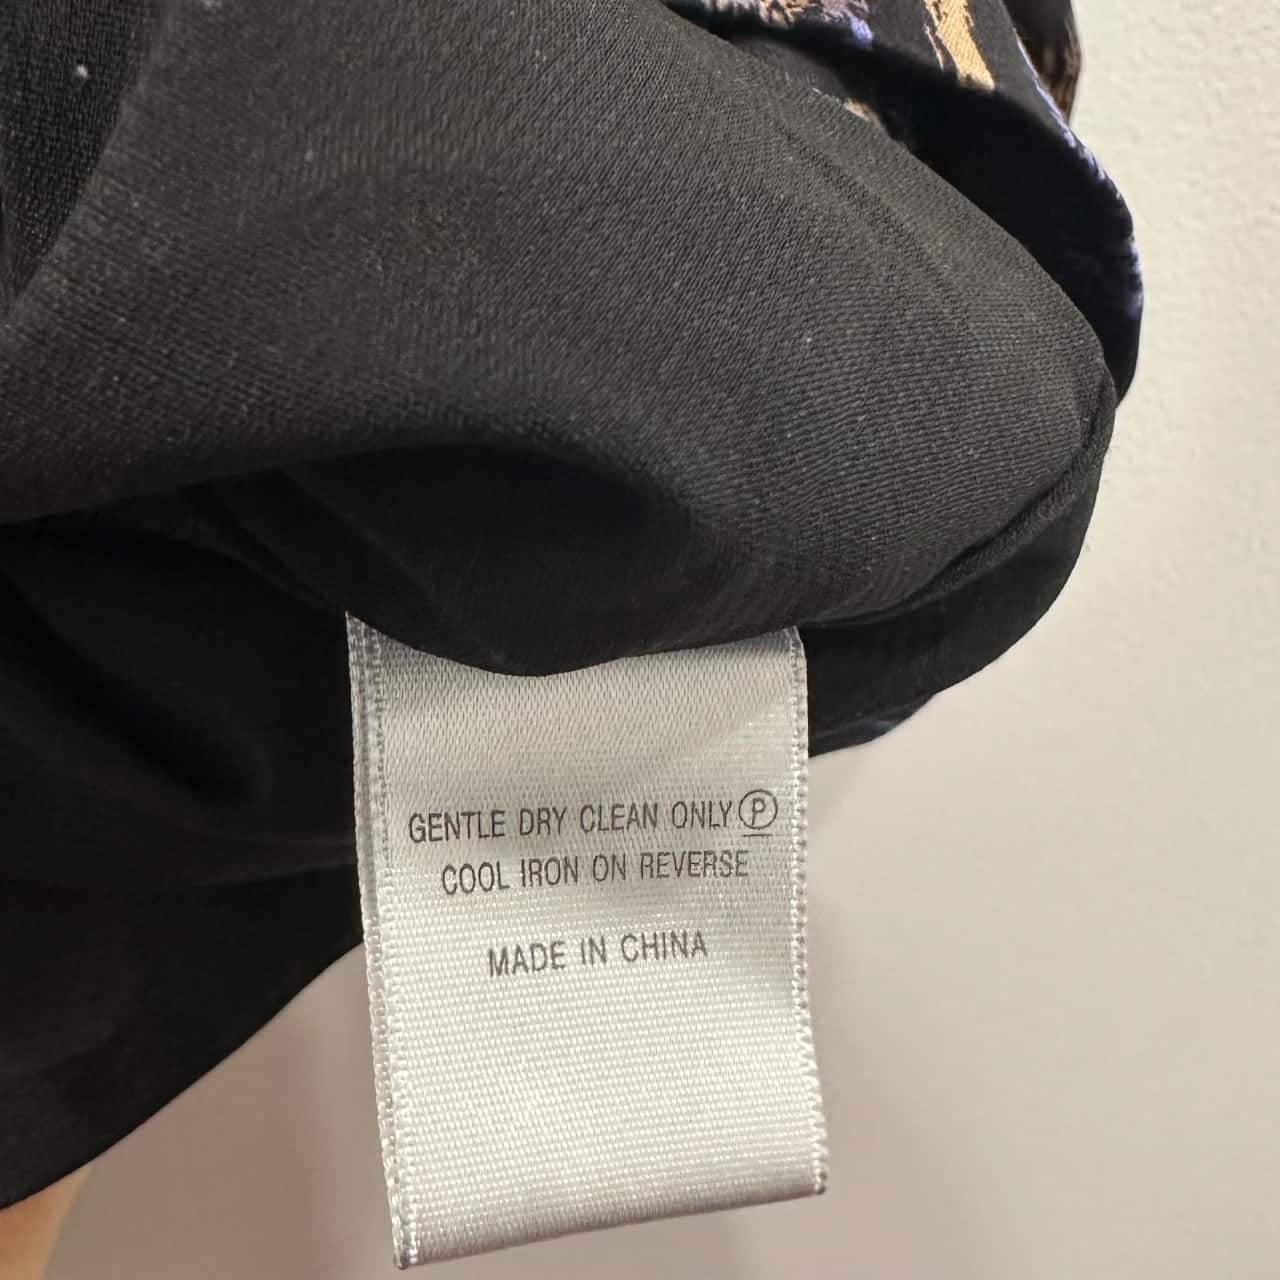 GENTLE DRY CLEAN ONLY Ⓟ
COOL IRON ON REVERSE
MADE IN CHINA